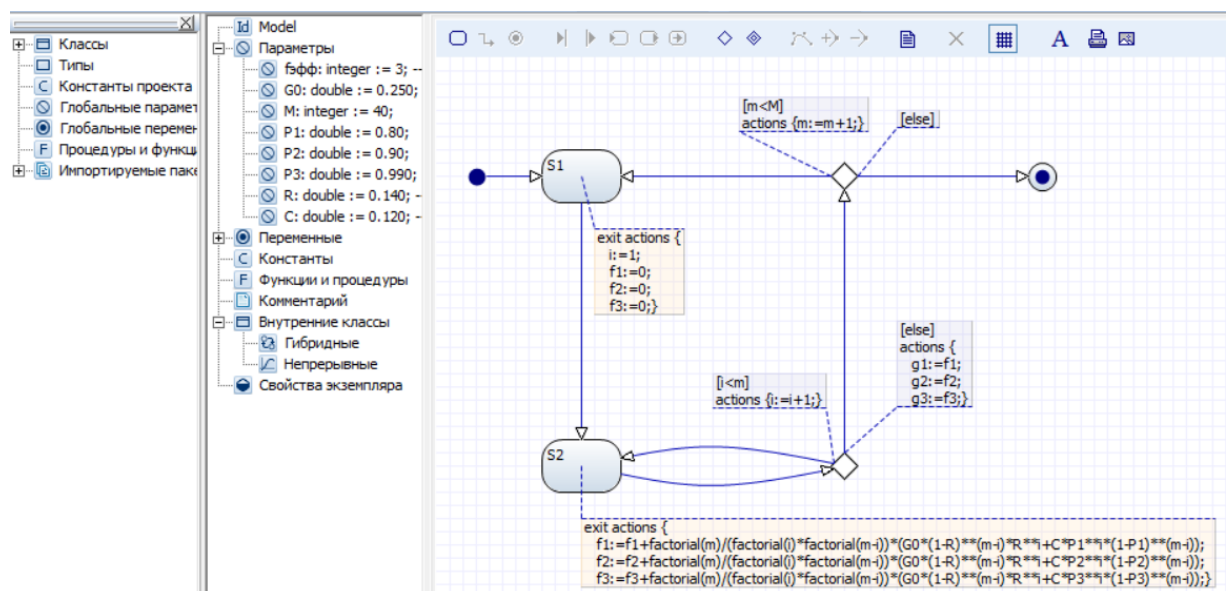 Классы
Типы
Константы проекта
Глобальные парамет
Глобальные перемен
Процедуры и функци
Импортируемые паке
Id Model
Параметры
fэфф: integer := 3; --
G0: double := 0.250;
M: integer := 40;
P1: double := 0.80;
P2: double := 0.90;
P3: double := 0.990;
R: double := 0.140; --
C: double := 0.120; --
Переменные
C Константы
F Функции и процедуры
Комментарий
Внутренние классы
Гибридные
Непрерывные
Свойства экземпляра
A
[m<M]
actions {m:=m+1;}
[else]
S1
exit actions {
i:=1;
f1:=0;
f2:=0;
f3:=0;}
[else]
actions {
g1:=f1;
g2:=f2;
g3:=f3;}
[i<m]
actions {i:=i+1;}
S2
exit actions {
f1:=f1+factorial(m)/(factorial(i)*factorial(m-i))*(G0*(1-R)**(m-i)*R**i+C*P1**i*(1-P1)**(m-i));
f2:=f2+factorial(m)/(factorial(i)*factorial(m-i))*(G0*(1-R)**(m-i)*R**i+C*P2**i*(1-P2)**(m-i));
f3:=f3+factorial(m)/(factorial(i)*factorial(m-i))*(G0*(1-R)**(m-i)*R**i+C*P3**i*(1-P3)**(m-i));}